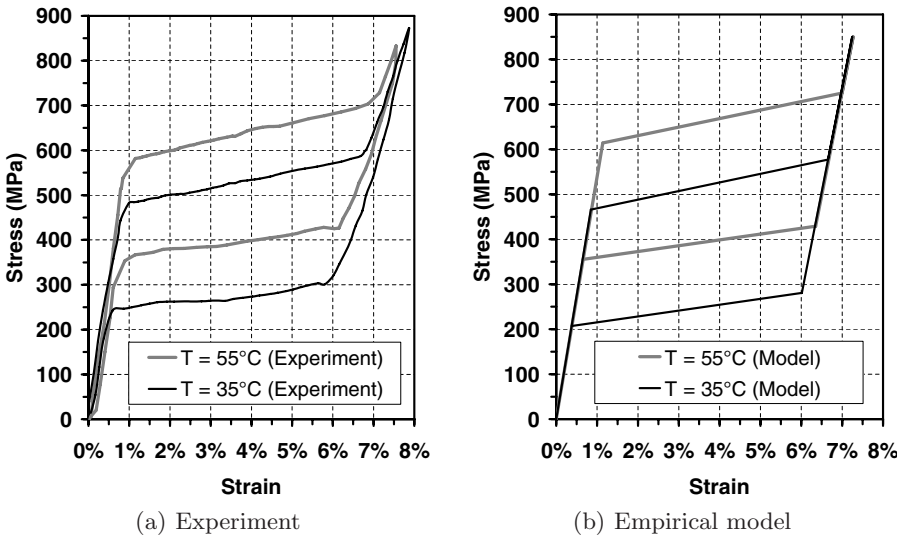 900
800
700
600
500
400
300
200
100
0
Stress (MPa)
T = 55°C (Experiment)
T = 35°C (Experiment)
0% 1% 2% 3% 4% 5% 6% 7% 8%
Strain
(a) Experiment
900
800
700
600
500
400
300
200
100
0
Stress (MPa)
T = 55°C (Model)
T = 35°C (Model)
0% 1% 2% 3% 4% 5% 6% 7% 8%
Strain
(b) Empirical model